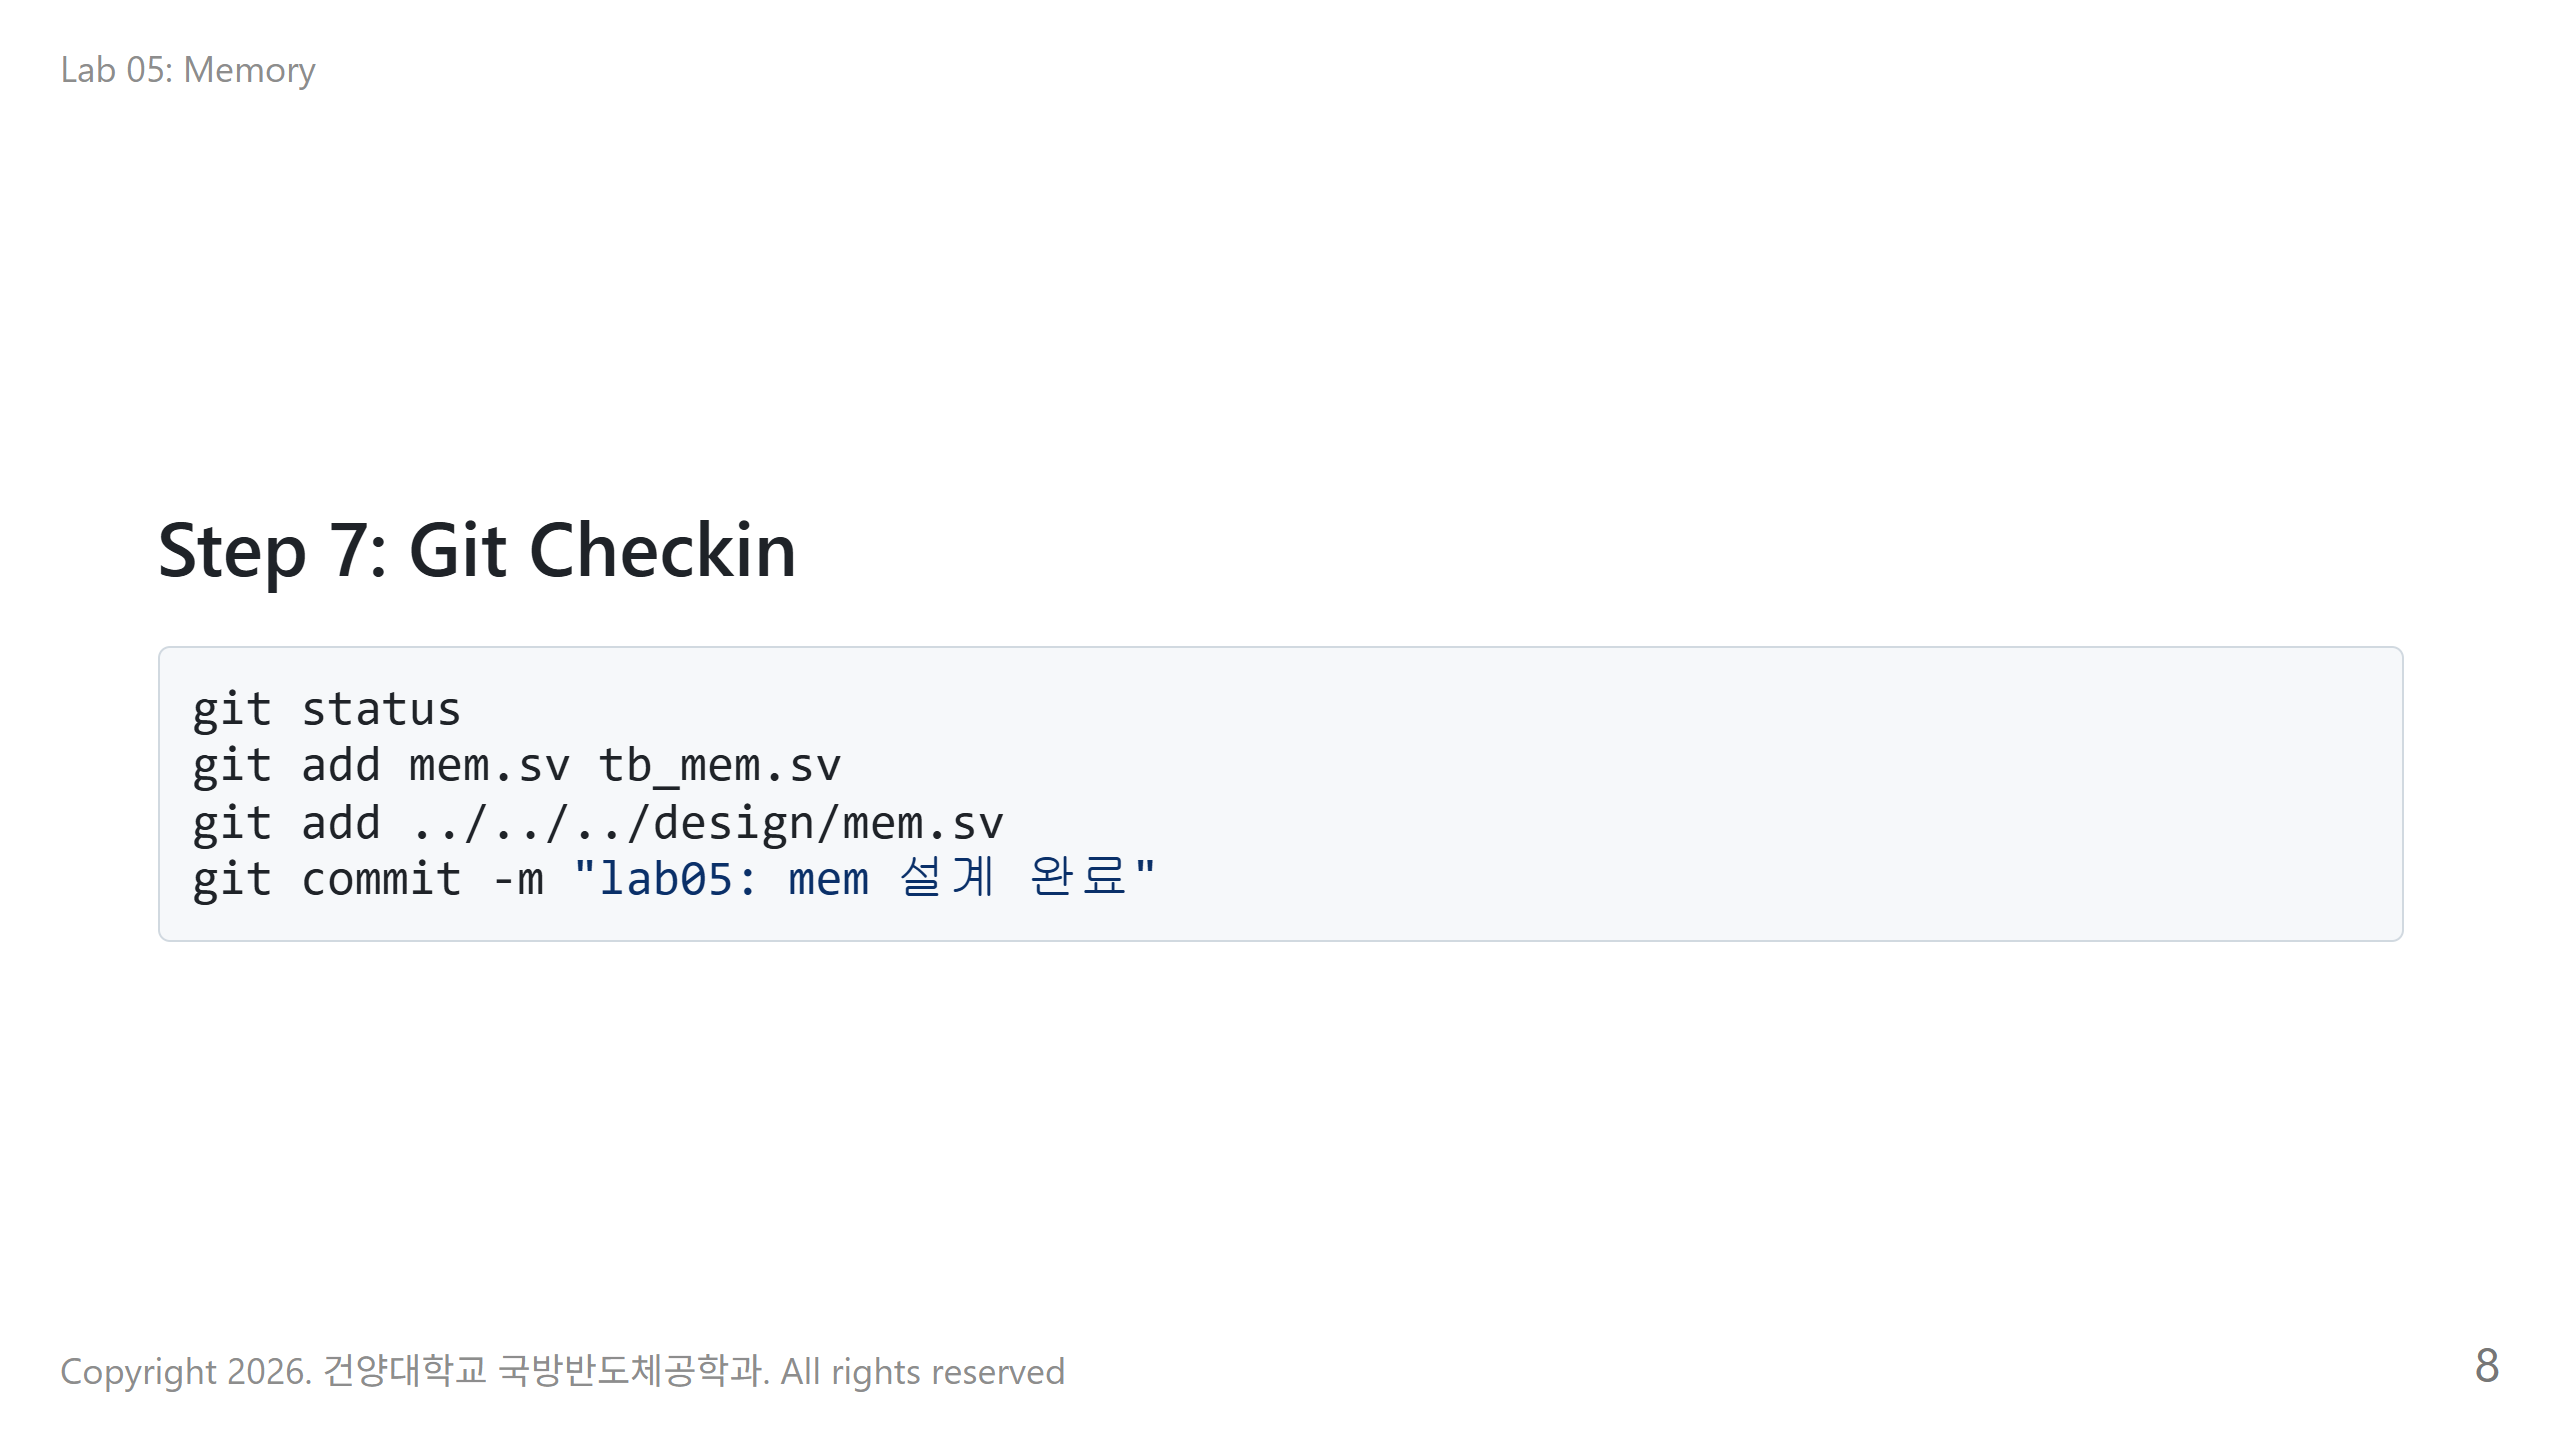 Lab 05: Memory
Step 7: Git Checkin
git status
git add mem.sv tb_mem.sv
git add ../../../design/mem.sv
git commit -m "lab05: mem 설계 완료"
Copyright 2026. 건양대학교 국방반도체공학과. All rights reserved
8